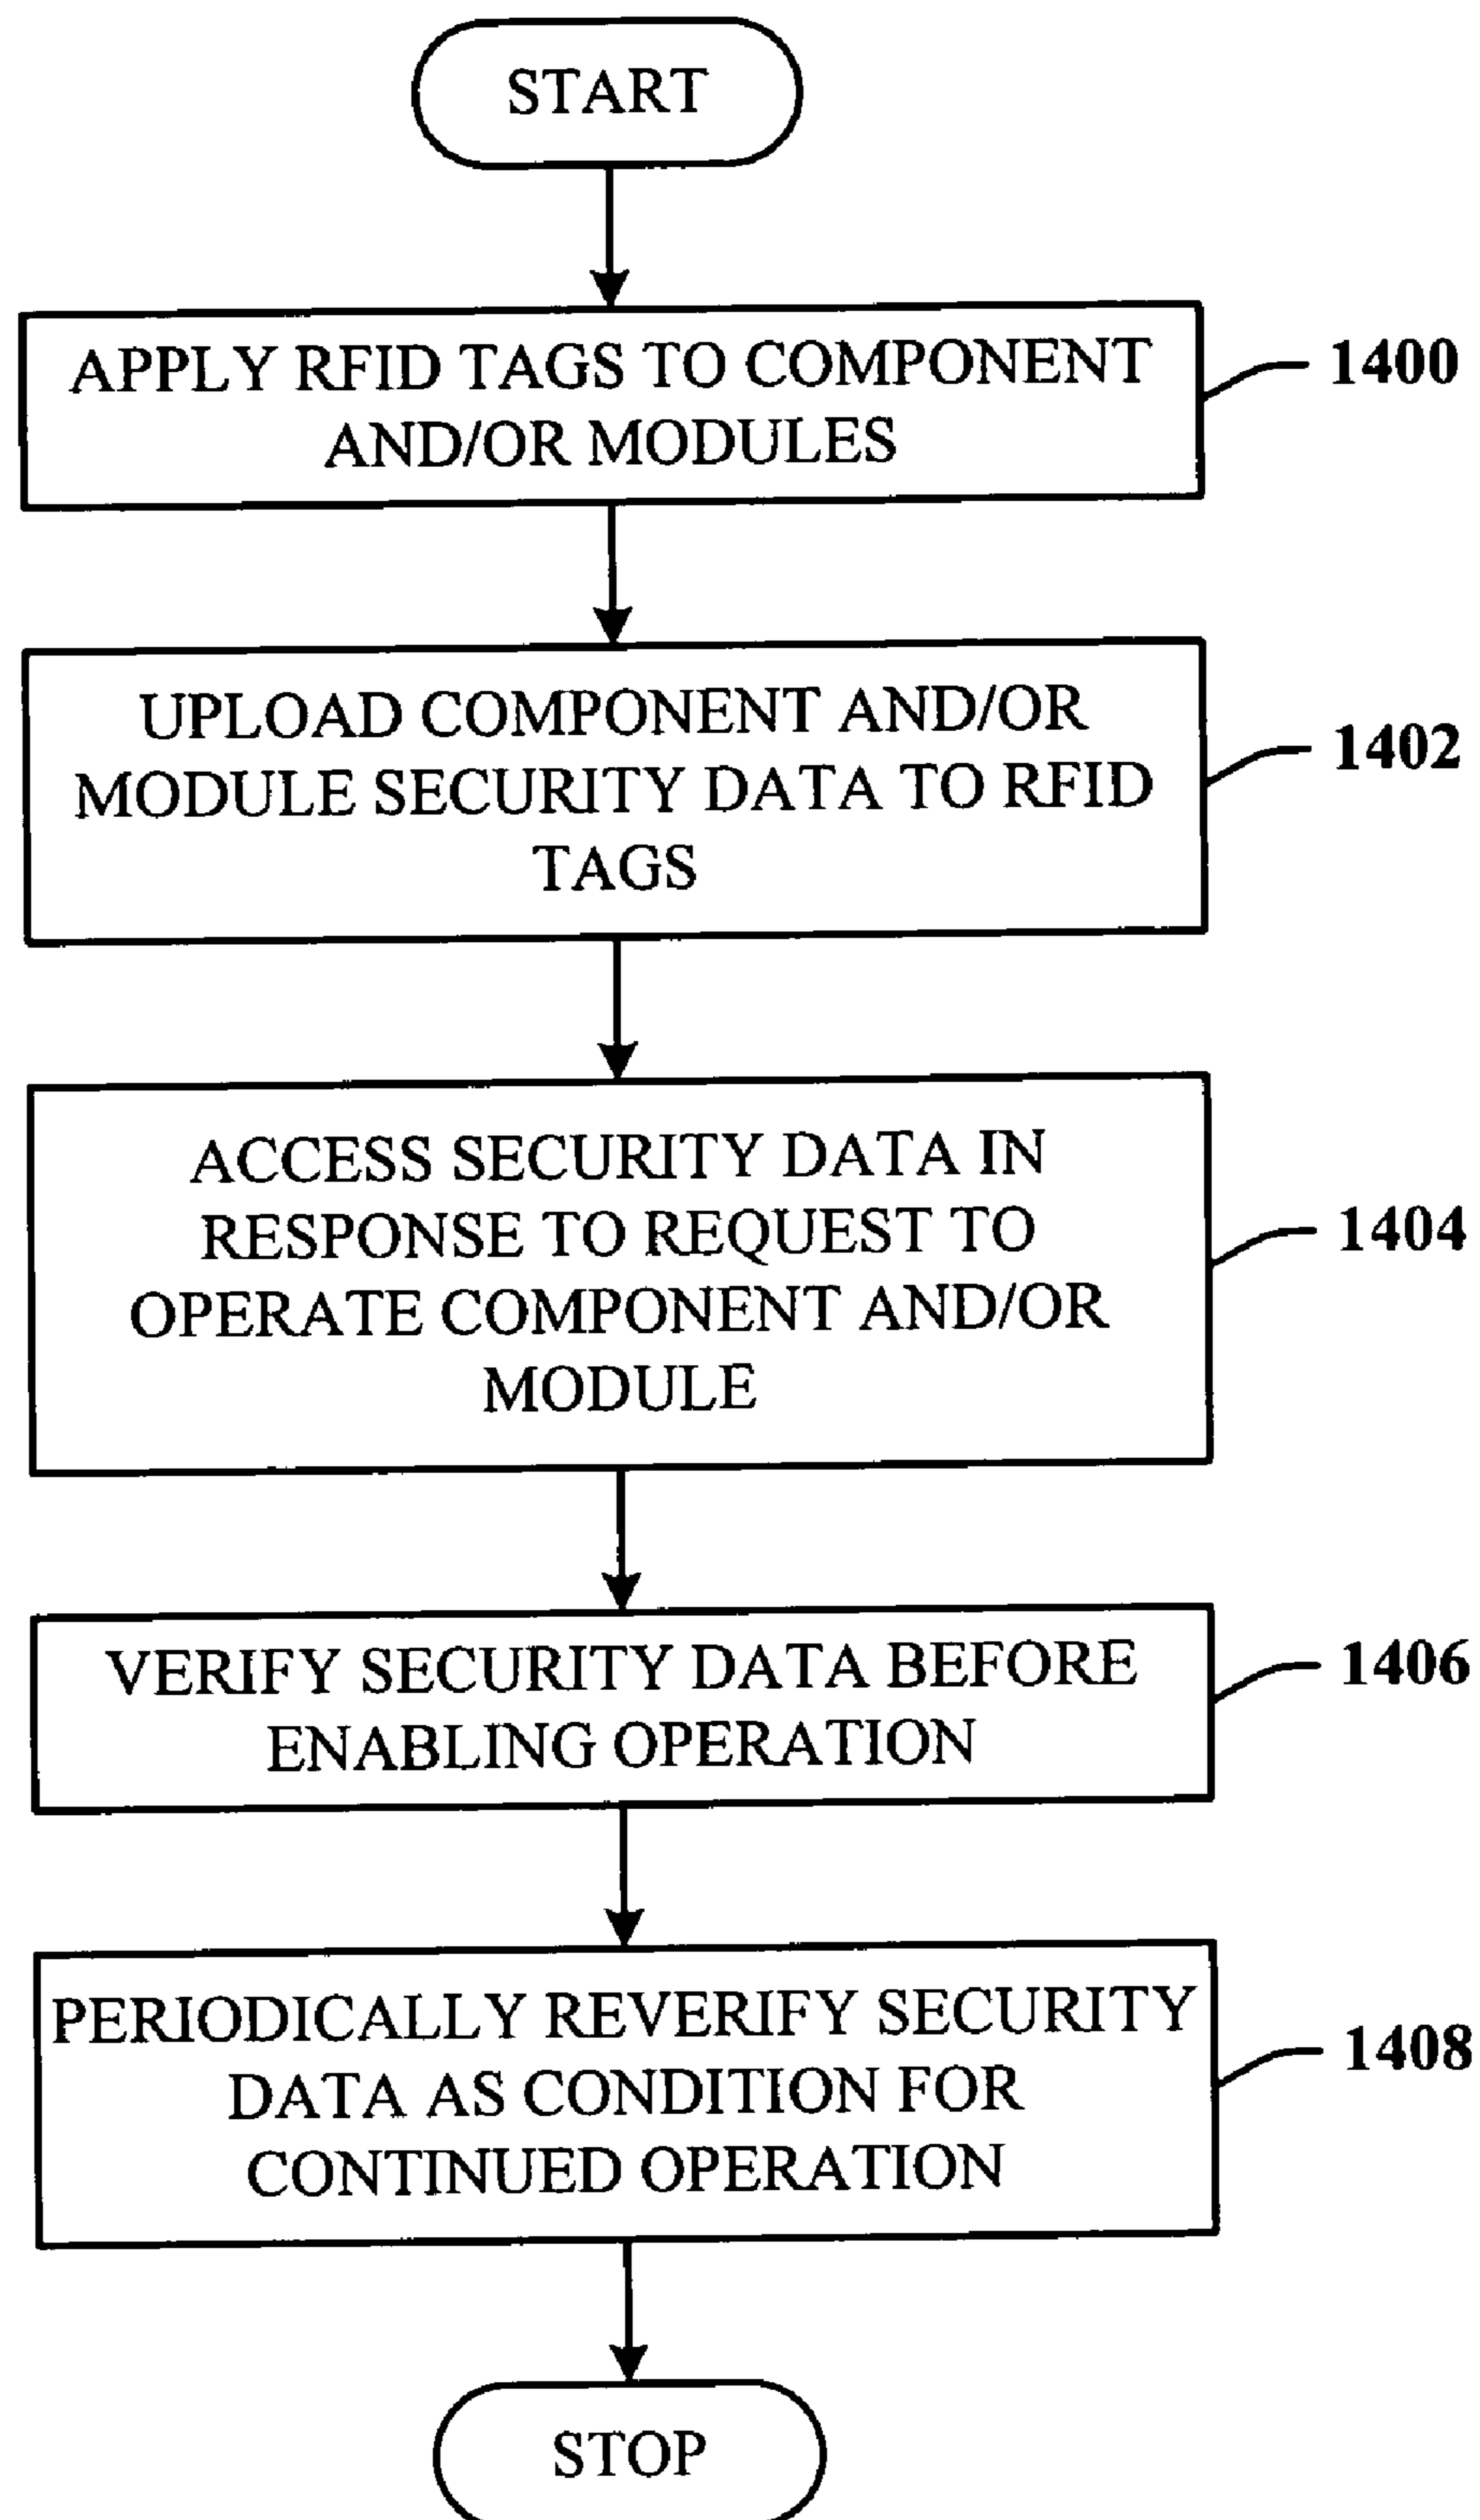 START
APPLY RFID TAGS TO COMPONENT
AND/OR MODULES
1400
UPLOAD COMPONENT AND/OR
MODULE SECURITY DATA TO RFID
TAGS
1402
ACCESS SECURITY DATA IN
RESPONSE TO REQUEST TO
OPERATE COMPONENT AND/OR
MODULE
1404
VERIFY SECURITY DATA BEFORE
ENABLING OPERATION
1406
PERIODICALLY REVERIFY SECURITY
DATA AS CONDITION FOR
CONTINUED OPERATION
1408
STOP